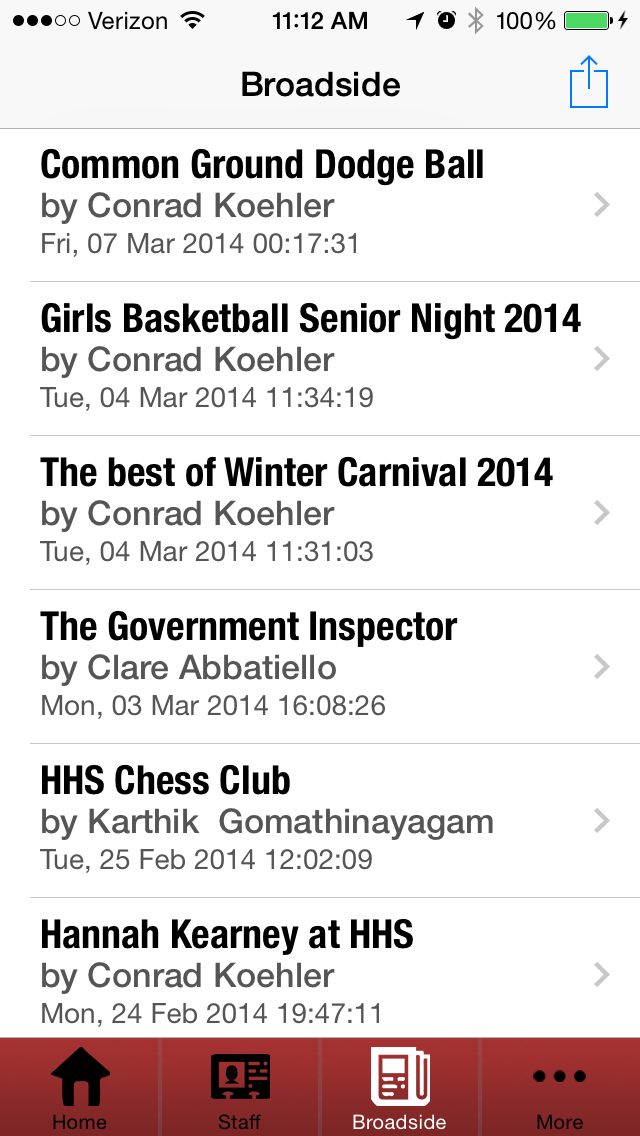 Verizon 11:12 AM 100%
Broadside
Common Ground Dodge Ball
by Conrad Koehler
Fri, 07 Mar 2014 00:17:31
Girls Basketball Senior Night 2014
by Conrad Koehler
Tue, 04 Mar 2014 11:34:19
The best of Winter Carnival 2014
by Conrad Koehler
Tue, 04 Mar 2014 11:31:03
The Government Inspector
by Clare Abbatiello
Mon, 03 Mar 2014 16:08:26
HHS Chess Club
by Karthik  Gomathinayagam
Tue, 25 Feb 2014 12:02:09
Hannah Kearney at HHS
by Conrad Koehler
Mon, 24 Feb 2014 19:47:11
Home Staff Broadside More